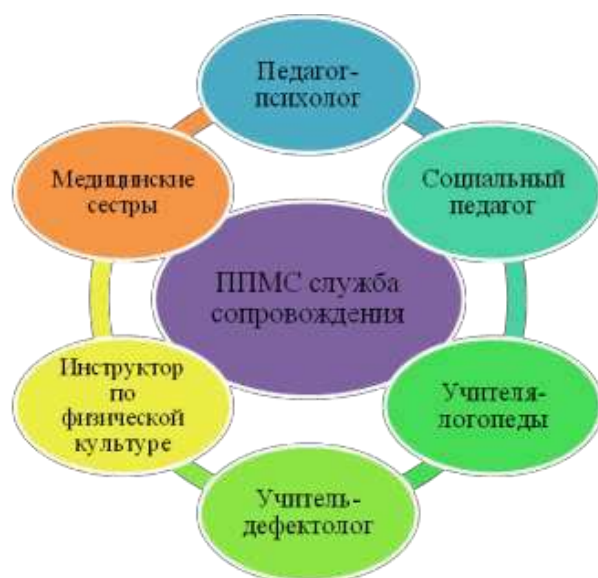 Педагог-
психолог
Социальный
педагог
Учителя-
логопеды
Учитель-
дефектолог
Инструктор
по
физической
культуре
Медицинские
сестры
ППМС служба
сопровождения